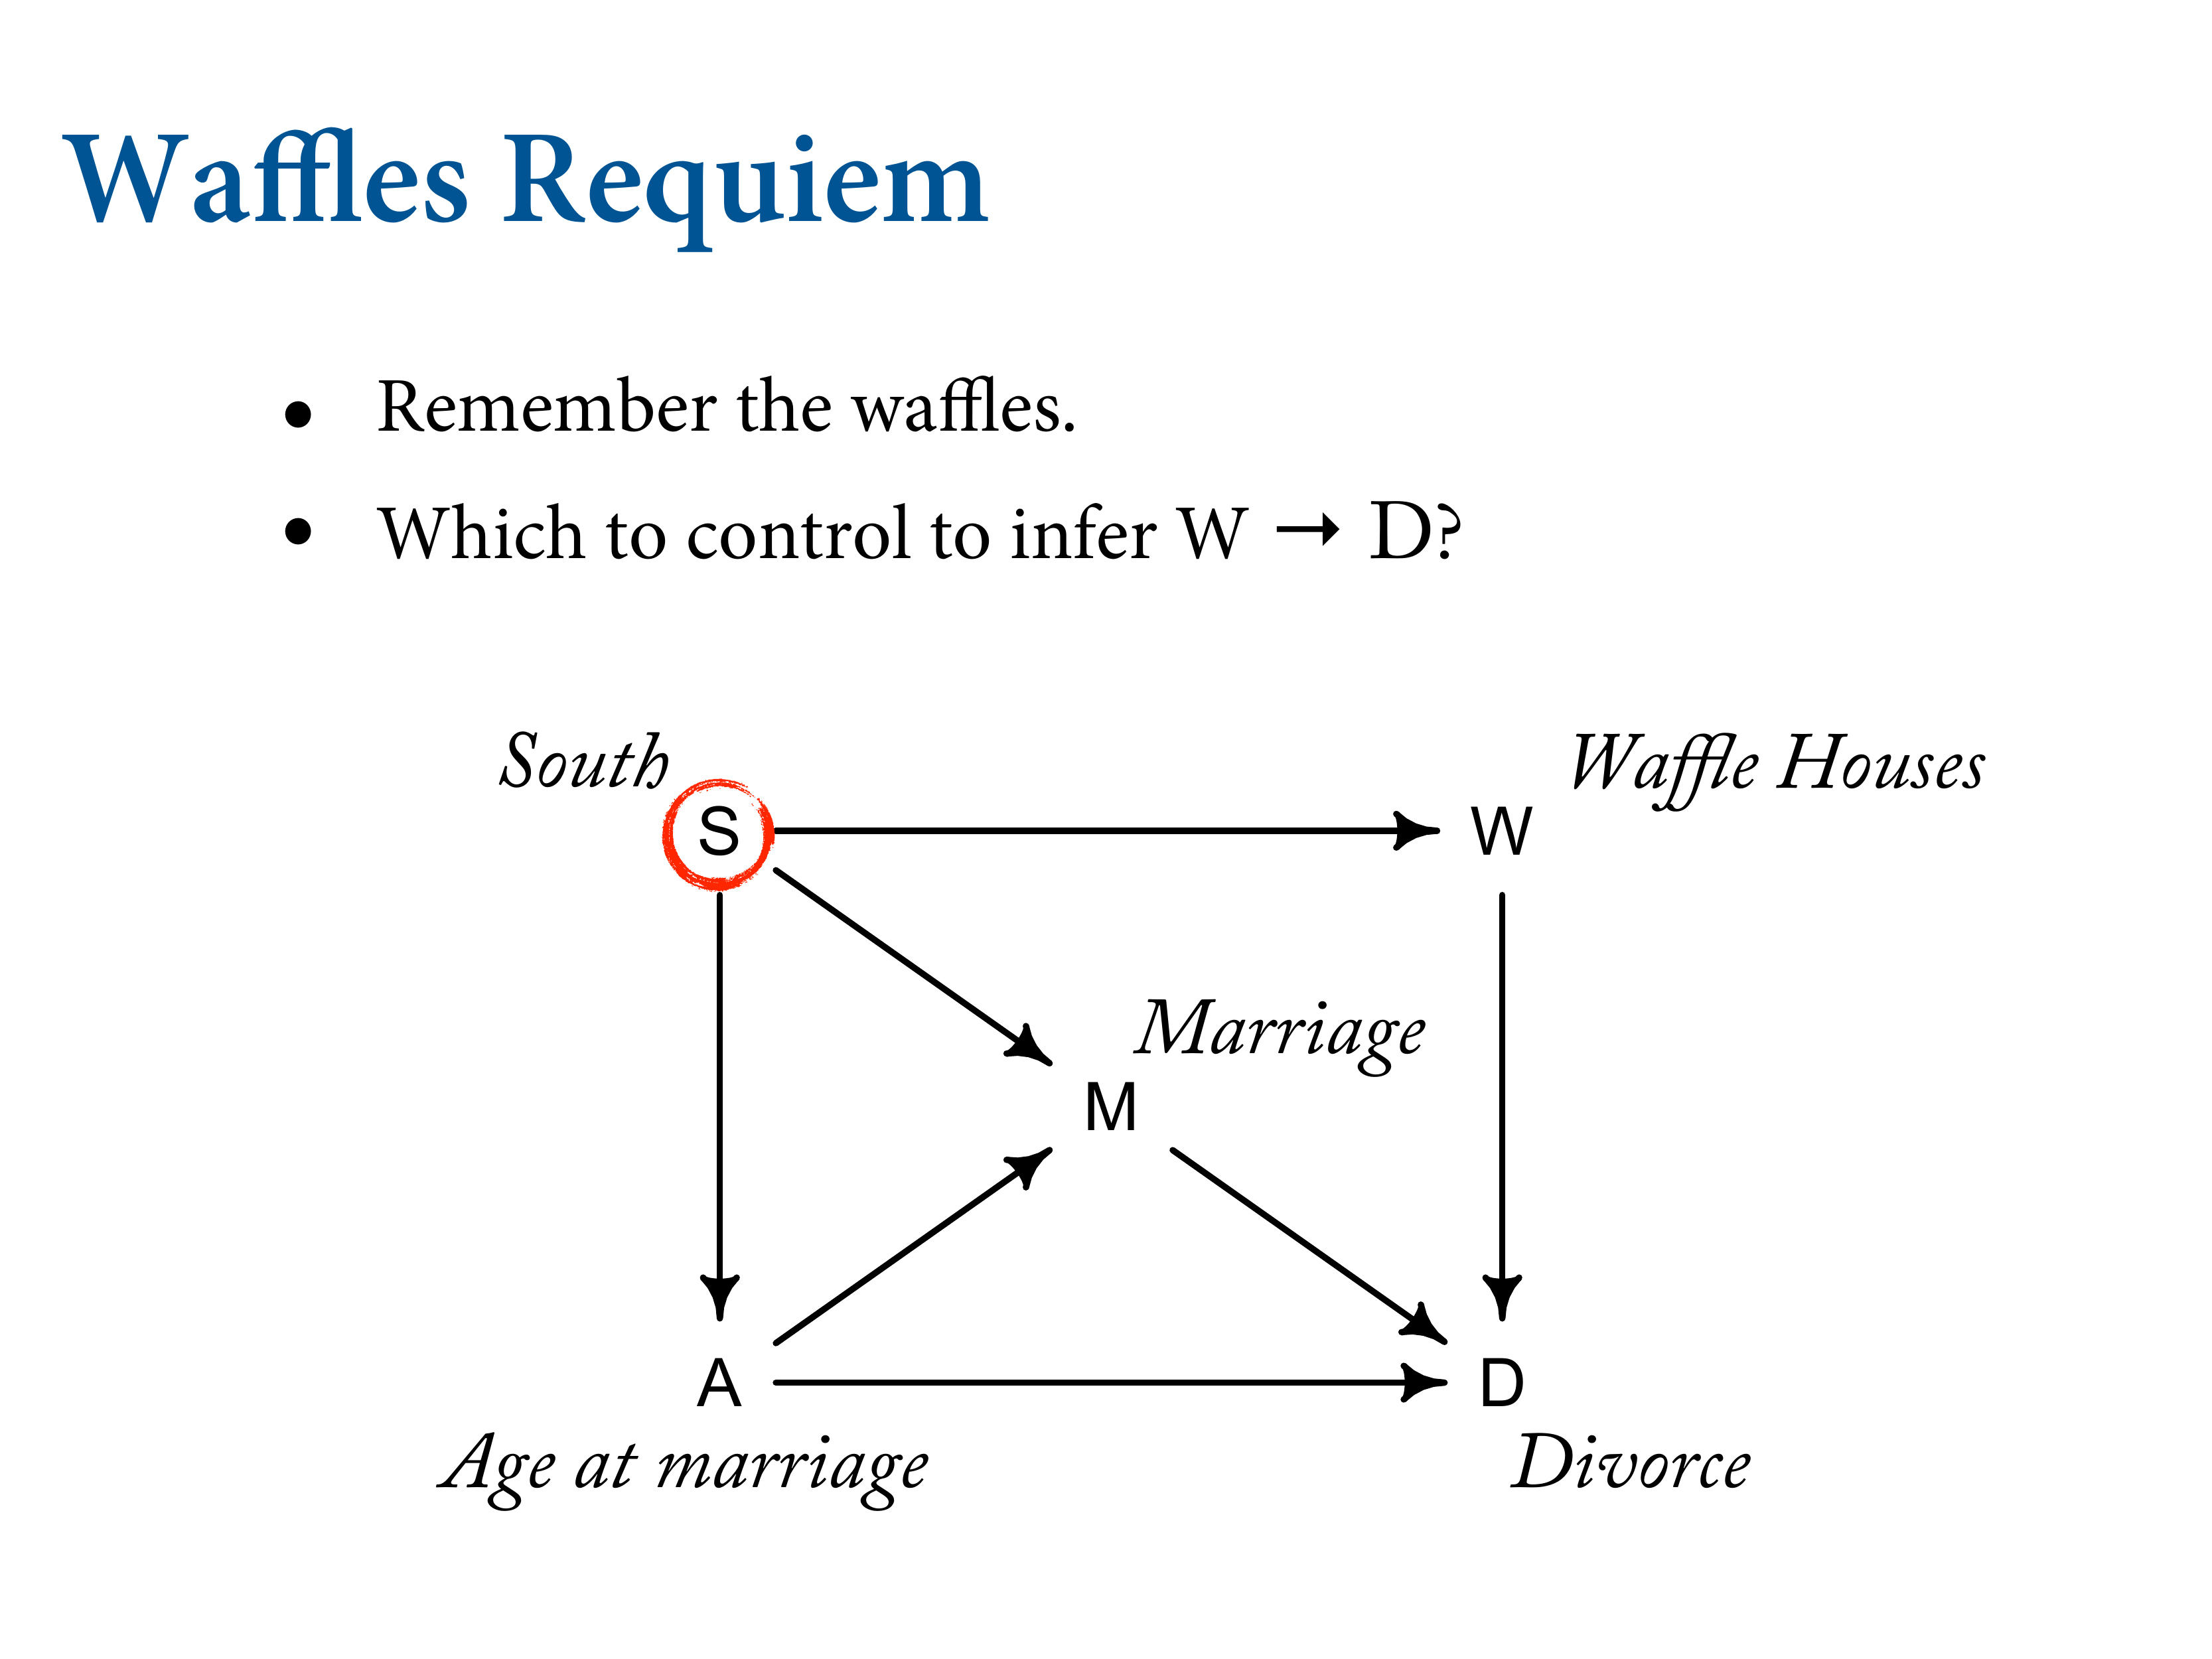 Waffles Requiem
• Remember the waffles.
• Which to control to infer W → D?
South
Waffle Houses
S
W
Marriage
M
A
D
Age at marriage
Divorce